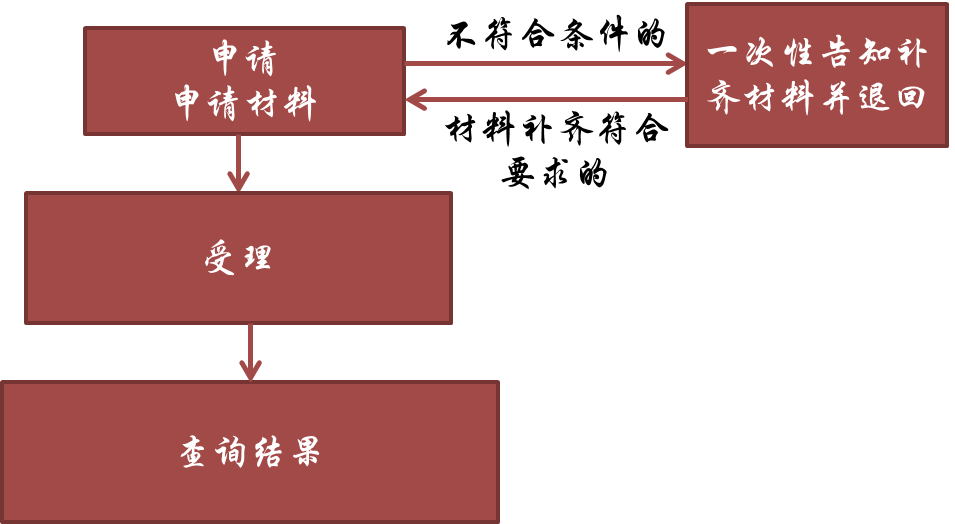 申请
申请材料
不符合条件的
一次性告知补
齐材料并退回
材料补齐符合
要求的
受理
查询结果